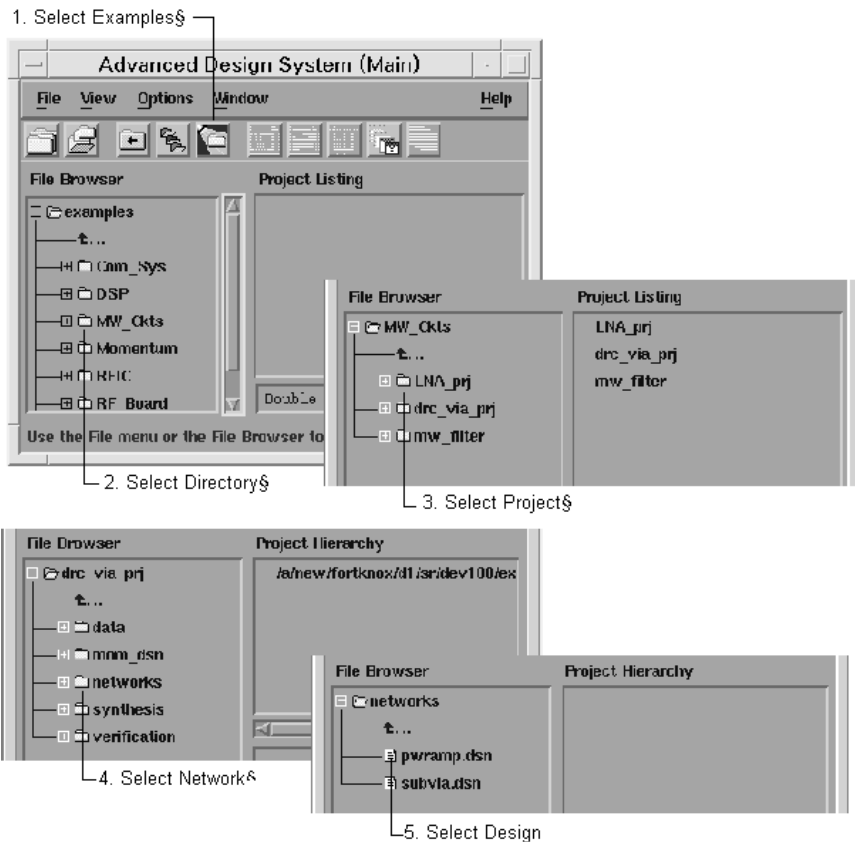 1. Select Examples§
Advanced Design System (Main)
File View Options Window Help
File Browser
Project Listing
examples
...
Com_Sys
DSP
MW_Ckts
Momentum
RFIC
RF_Board
Double
Use the File menu or the File Browser to
2. Select Directory§
File Browser
Project Listing
MW_Ckts
...
LNA_prj
drc_via_prj
mw_filter
LNA_prj
drc_via_prj
mw_filter
3. Select Project§
File Browser
Project Hierarchy
drc_via_prj
...
data
mom_dsn
networks
synthesis
verification
/a/new/fortknox/d1/sr/dev100/ex
4. Select Network§
File Browser
Project Hierarchy
networks
...
pwramp.dsn
subvia.dsn
5. Select Design